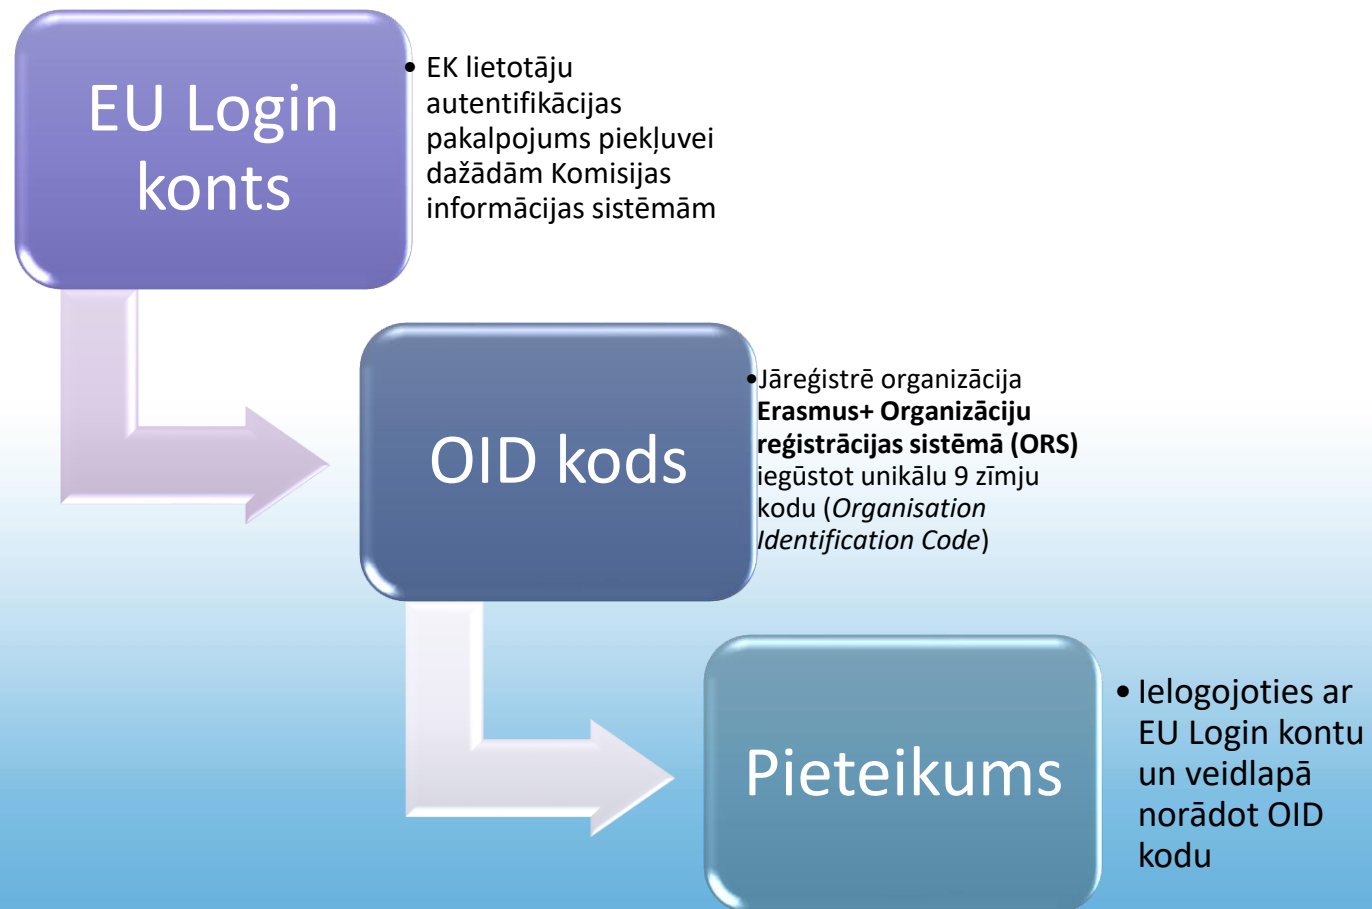 EU Login
konts
• EK lietotāju
autentifikācijas
pakalpojums piekļuvei
dažādām Komisijas
informācijas sistēmām
OID kods
•Jāreģistrē organizācija
Erasmus+ Organizāciju
reģistrācijas sistēmā (ORS)
iegūstot unikālu 9 zīmju
kodu (Organisation
Identification Code)
Pieteikums
• Ielogojoties ar
EU Login kontu
un veidlapā
norādot OID
kodu